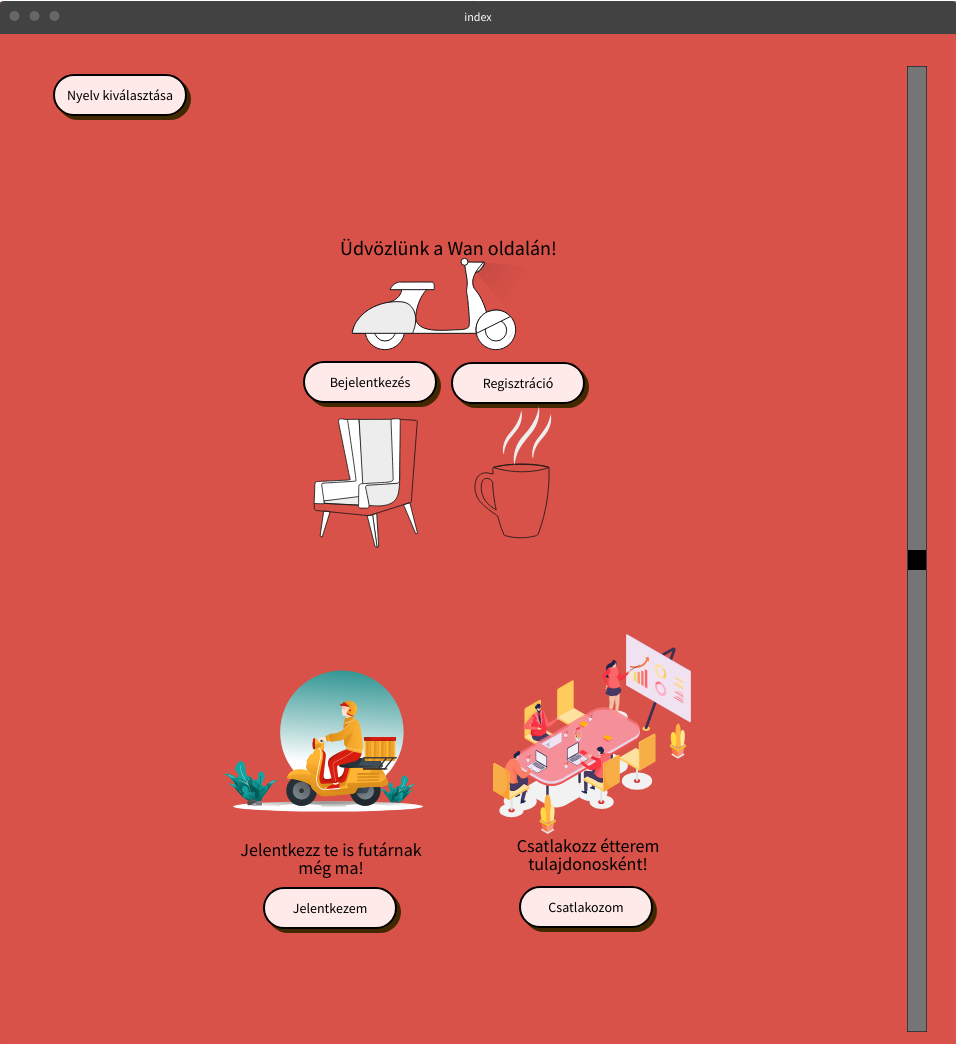 index
Nyelv kiválasztása
Üdvözlünk a Wan oldalán!
Bejelentkezés
Regisztráció
Jelentkezz te is futárnak
még ma!
Jelentkezem
Csatlakozz étterem
tulajdonosként!
Csatlakozom